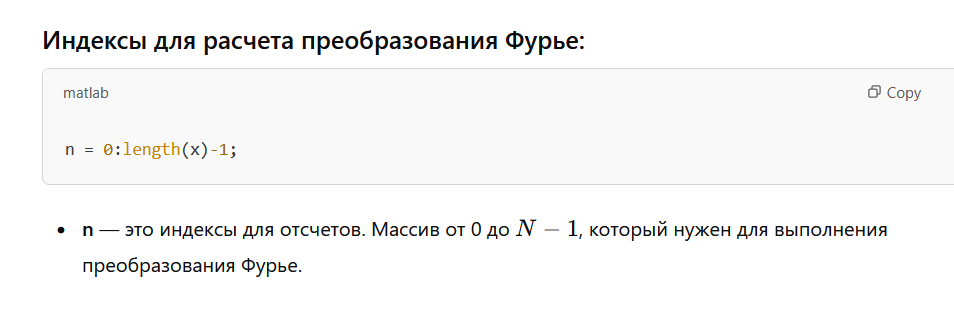 Индексы для расчета преобразования Фурье:
matlab Copy
n = 0:length(x)-1;
• n — это индексы для отсчетов. Массив от 0 до N − 1, который нужен для выполнения
преобразования Фурье.